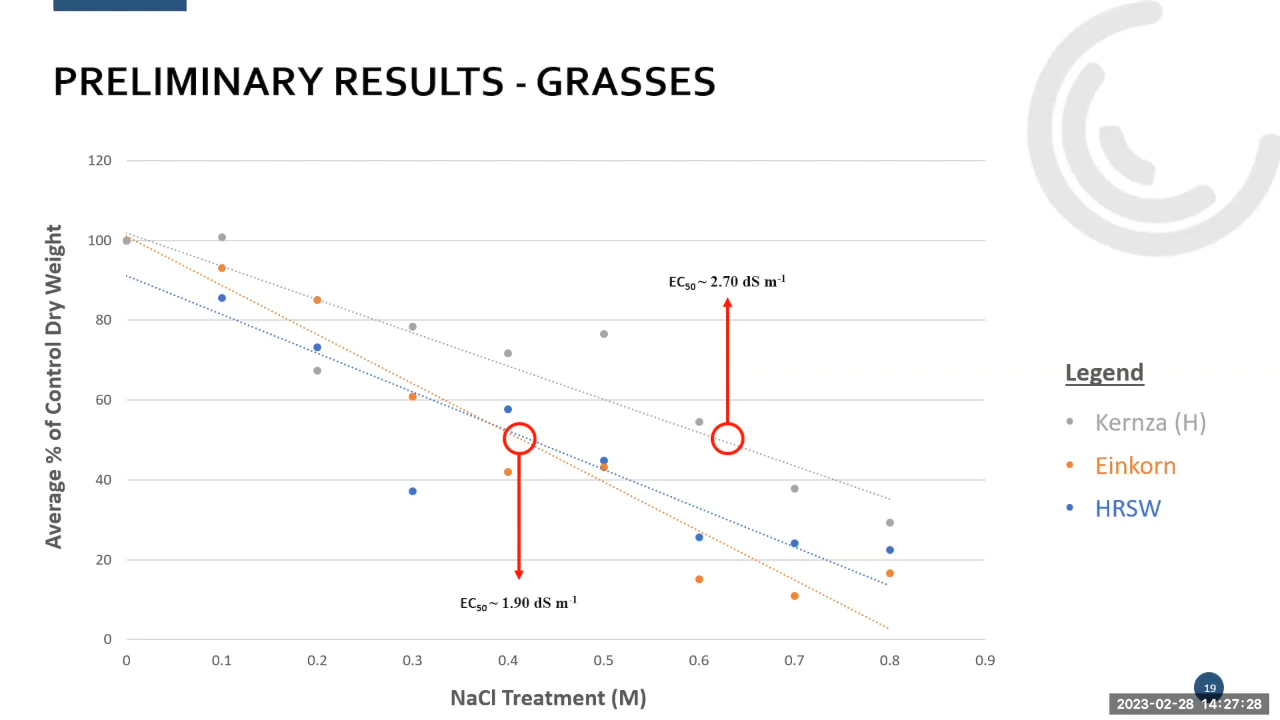 PRELIMINARY RESULTS - GRASSES
120
100
80
60
40
20
0
Average % of Control Dry Weight
EC50 ~ 2.70 dS m-1
EC50 ~ 1.90 dS m-1
0 0.1 0.2 0.3 0.4 0.5 0.6 0.7 0.8 0.9
NaCl Treatment (M)
Legend
• Kernza (H)
• Einkorn
• HRSW
19
2023-02-28 14:27:28